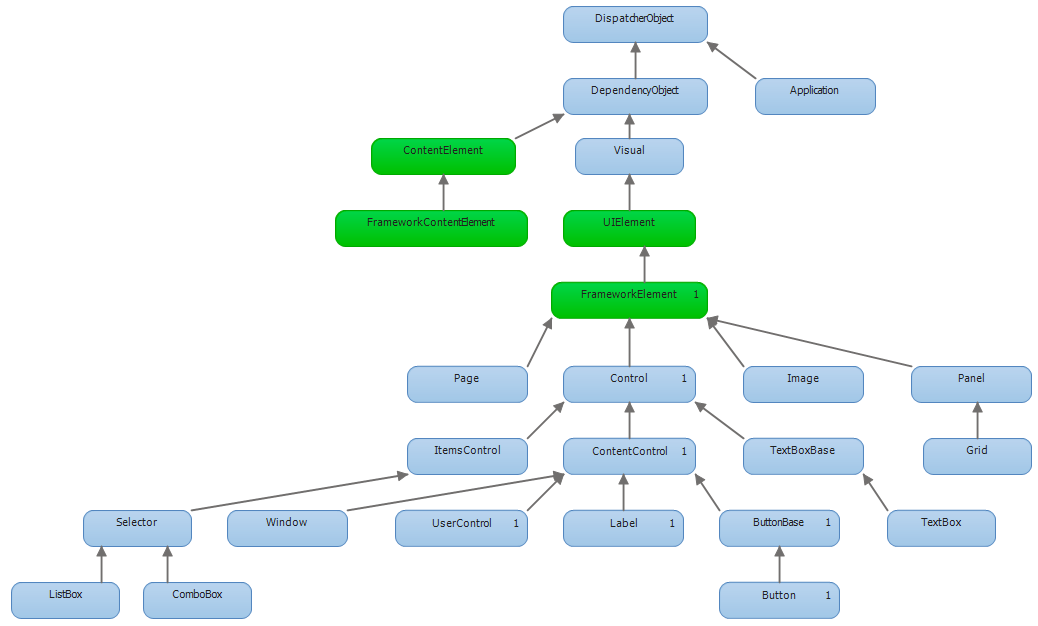 DispatcherObject
DependencyObject
Application
ContentElement
Visual
FrameworkContentElement
UIElement
FrameworkElement 1
Page
Control 1
Image
Panel
ItemsControl
ContentControl 1
TextBoxBase
Grid
Selector
Window
UserControl 1
Label 1
ButtonBase 1
TextBox
ListBox
ComboBox
Button 1